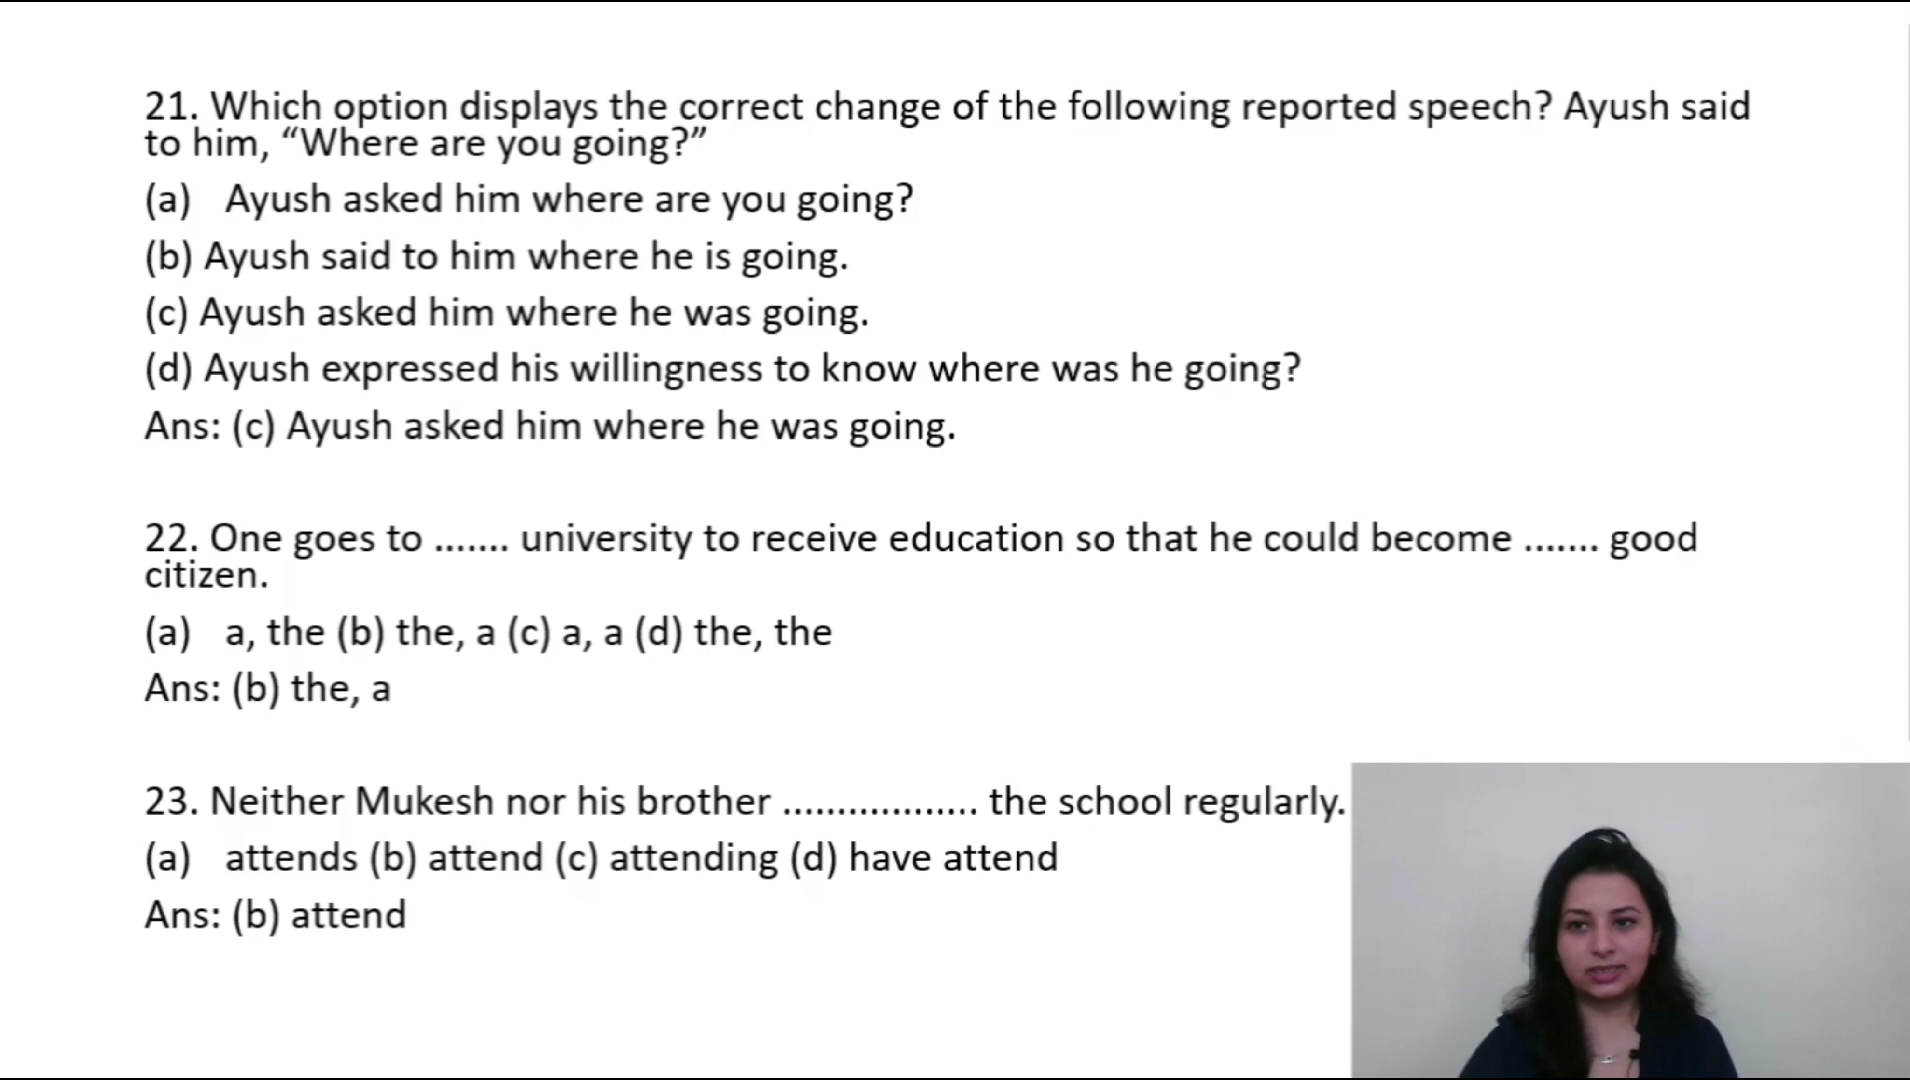 21. Which option displays the correct change of the following reported speech? Ayush said
to him, “Where are you going?”
(a) Ayush asked him where are you going?
(b) Ayush said to him where he is going.
(c) Ayush asked him where he was going.
(d) Ayush expressed his willingness to know where was he going?
Ans: (c) Ayush asked him where he was going.
22. One goes to ....... university to receive education so that he could become ....... good
citizen.
(a) a, the (b) the, a (c) a, a (d) the, the
Ans: (b) the, a
23. Neither Mukesh nor his brother .................. the school regularly.
(a) attends (b) attend (c) attending (d) have attend
Ans: (b) attend